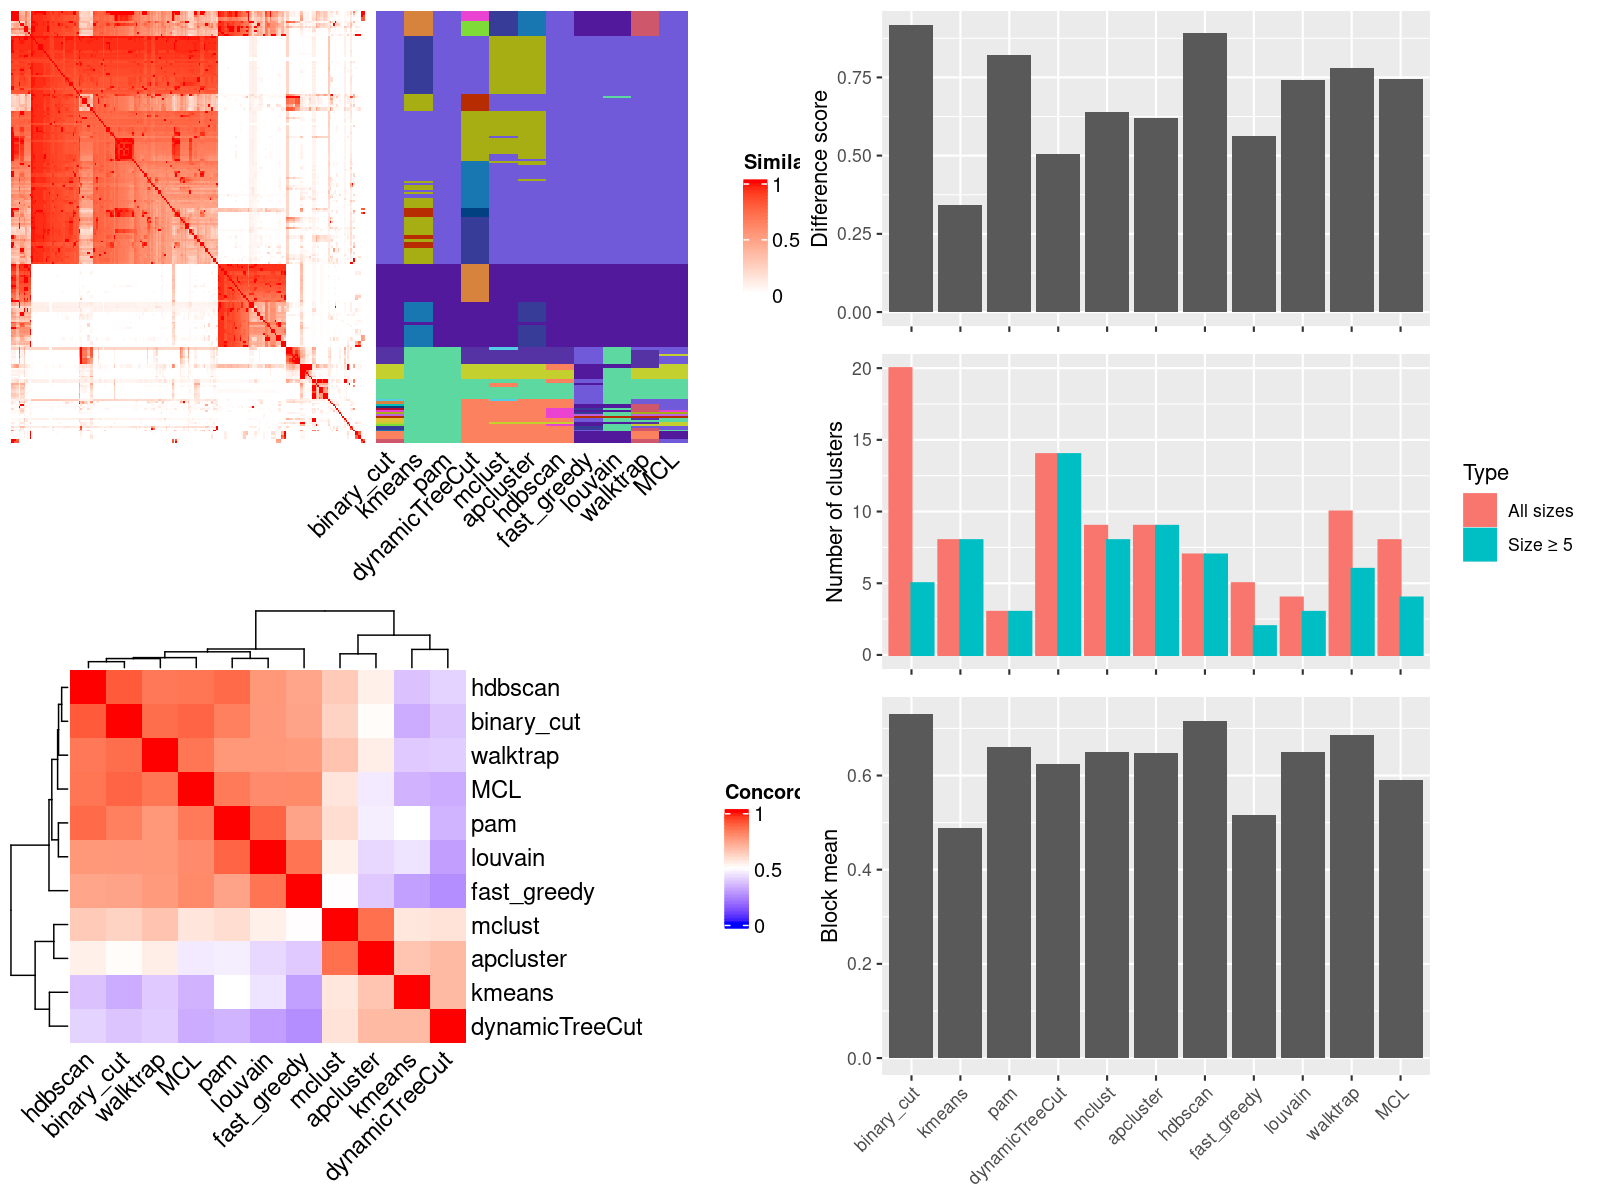 Simila
1
0.5
0
binary_cut
kmeans
pam
dynamicTreeCut
mclust
apcluster
hdbscan
fast_greedy
louvain
walktrap
MCL
Difference score
0.75
0.50
0.25
0.00
Number of clusters
20
15
10
5
0
Type
All sizes
Size ≥ 5
hdbscan
binary_cut
walktrap
MCL
pam
louvain
fast_greedy
mclust
apcluster
kmeans
dynamicTreeCut
hdbscan
binary_cut
walktrap
MCL
pam
louvain
fast_greedy
mclust
apcluster
kmeans
dynamicTreeCut
Concord
1
0.5
0
Block mean
0.6
0.4
0.2
0.0
binary_cut
kmeans
pam
dynamicTreeCut
mclust
apcluster
hdbscan
fast_greedy
louvain
walktrap
MCL